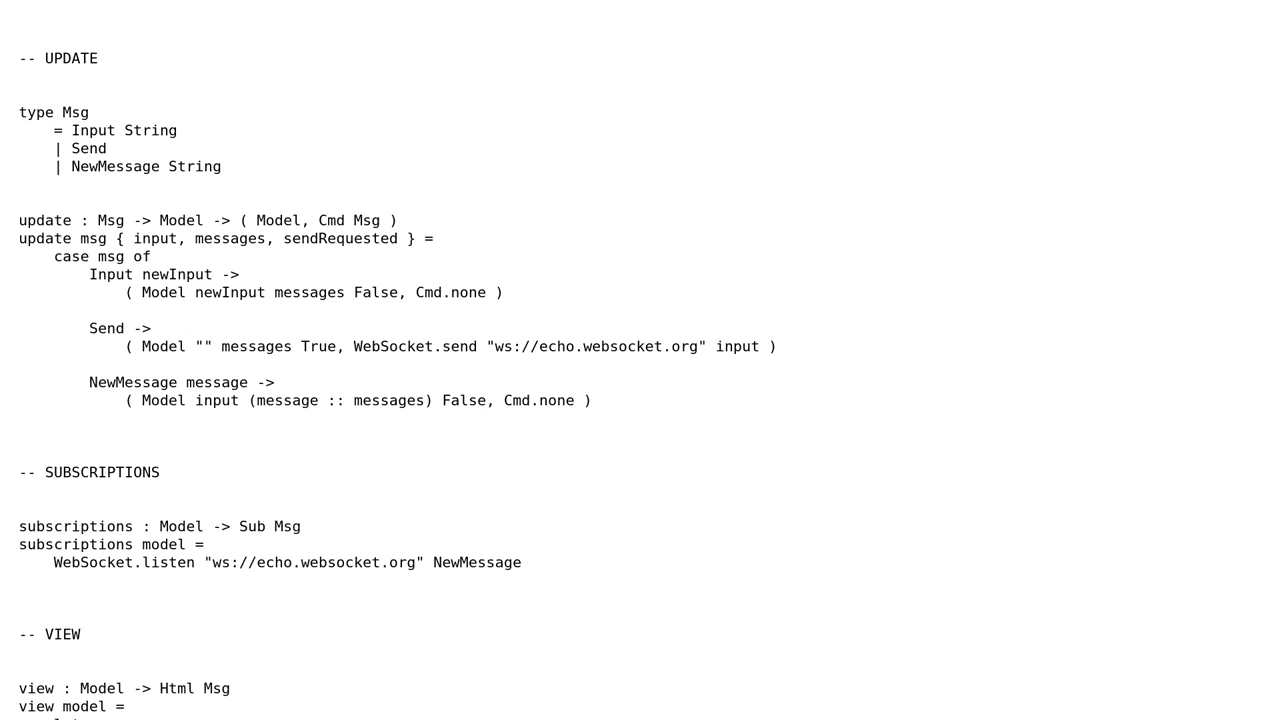 -- UPDATE
type Msg
    = Input String
    | Send
    | NewMessage String
update : Msg -> Model -> ( Model, Cmd Msg )
update msg { input, messages, sendRequested } =
    case msg of
        Input newInput ->
            ( Model newInput messages False, Cmd.none )
        Send ->
            ( Model "" messages True, WebSocket.send "ws://echo.websocket.org" input )
        NewMessage message ->
            ( Model input (message :: messages) False, Cmd.none )
-- SUBSCRIPTIONS
subscriptions : Model -> Sub Msg
subscriptions model =
    WebSocket.listen "ws://echo.websocket.org" NewMessage
-- VIEW
view : Model -> Html Msg
view model =